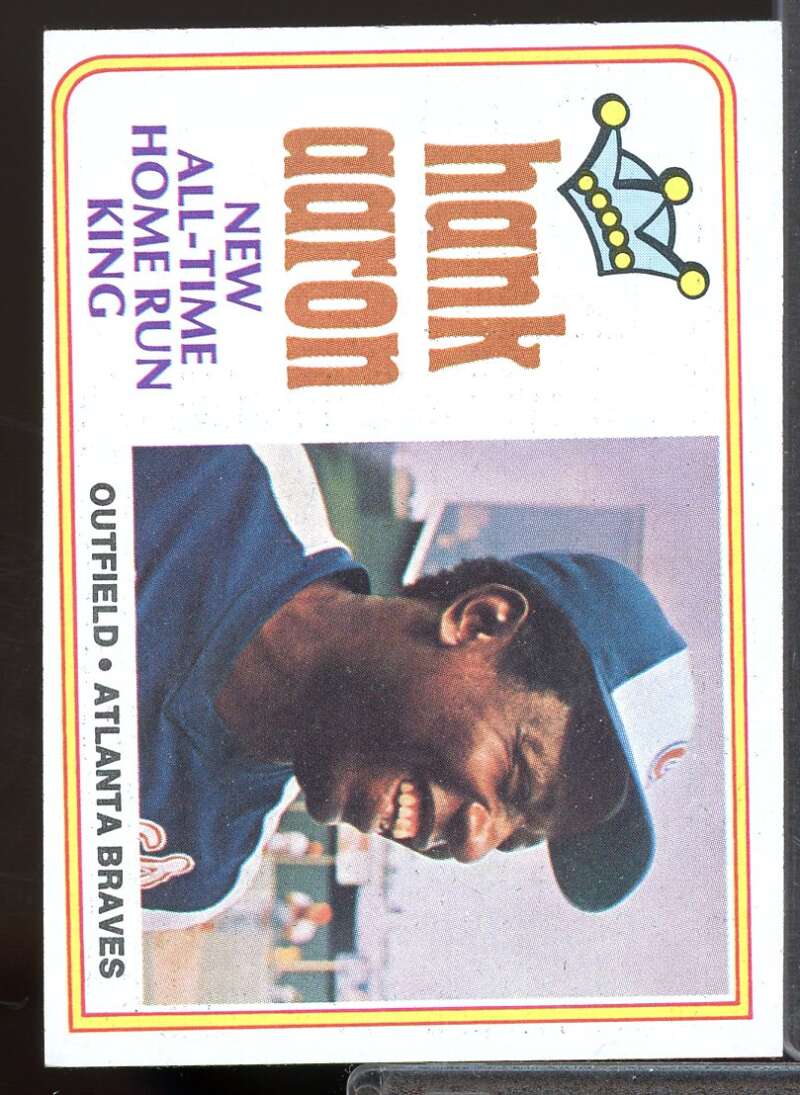 hank
aaron
NEW
ALL-TIME
HOME RUN
KING
OUTFIELD • ATLANTA BRAVES